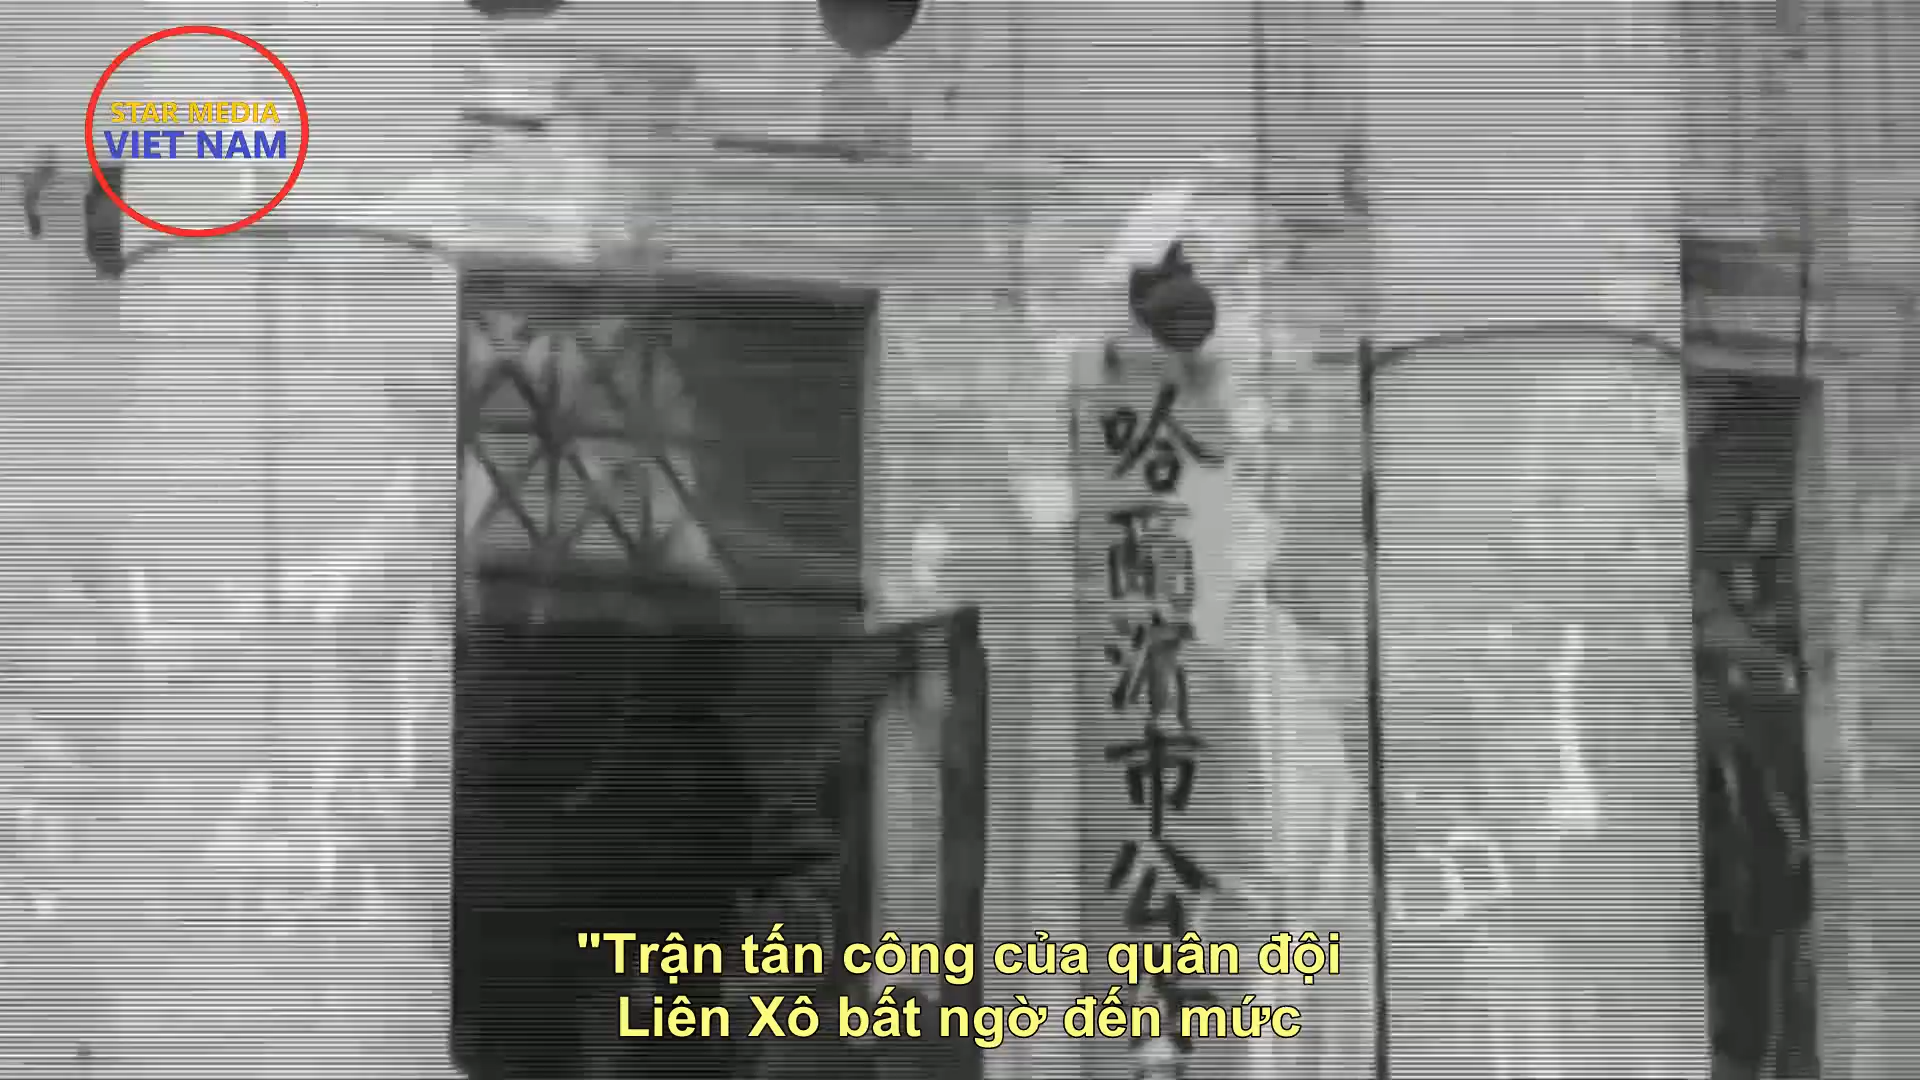 STAR MEDIA
VIET NAM
哈爾濱市公
"Trận tấn công của quân đội
Liên Xô bất ngờ đến mức